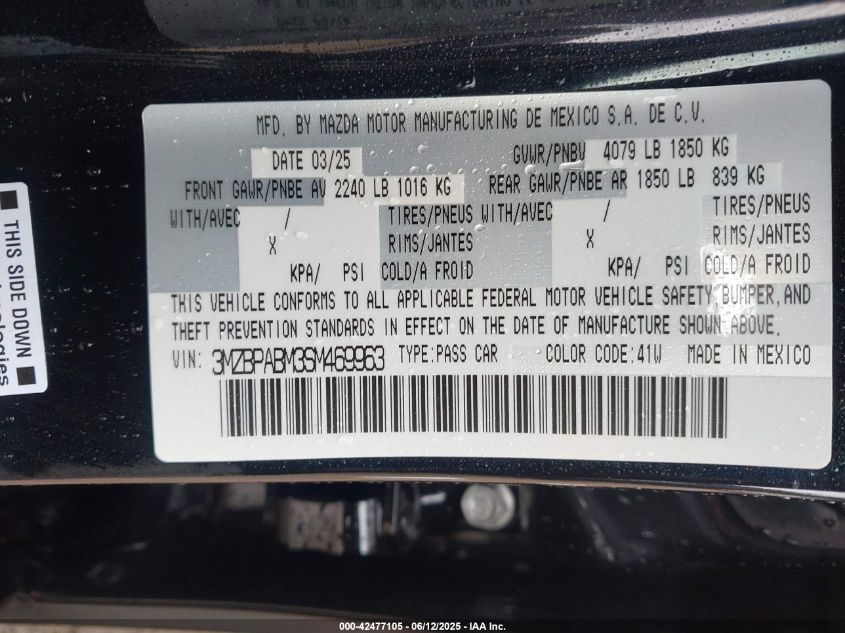 MFD. BY MAZDA MOTOR MANUFACTURING DE MEXICO S.A. DE C.V.
DATE 03/25 GVWR/PNBV 4079 LB 1850 KG
FRONT GAWR/PNBE AV 2240 LB 1016 KG REAR GAWR/PNBE AR 1850 LB 839 KG
WITH/AVEC / TIRES/PNEUS WITH/AVEC / TIRES/PNEUS
X RIMS/JANTES X RIMS/JANTES
KPA/ PSI COLD/A FROID KPA/ PSI COLD/A FROID
THIS VEHICLE CONFORMS TO ALL APPLICABLE FEDERAL MOTOR VEHICLE SAFETY, BUMPER, AND
THEFT PREVENTION STANDARDS IN EFFECT ON THE DATE OF MANUFACTURE SHOWN ABOVE.
VIN: 3MZBPABM3SM469963 TYPE:PASS CAR COLOR CODE:41W MADE IN MEXICO
THIS SIDE DOWN
000-42477105 - 06/12/2025 - IAA Inc.